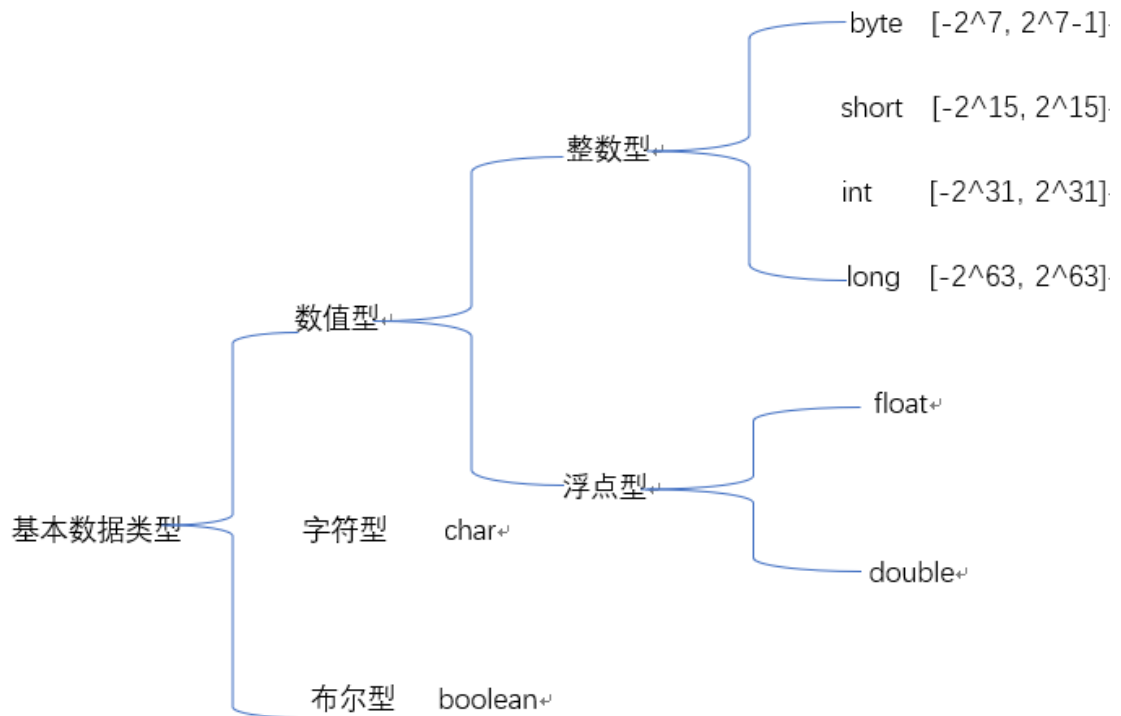 byte [-2^7, 2^7-1]
short [-2^15, 2^15]
整数型
int [-2^31, 2^31]
long [-2^63, 2^63]
数值型
float
浮点型
基本数据类型 字符型 char
double
布尔型 boolean